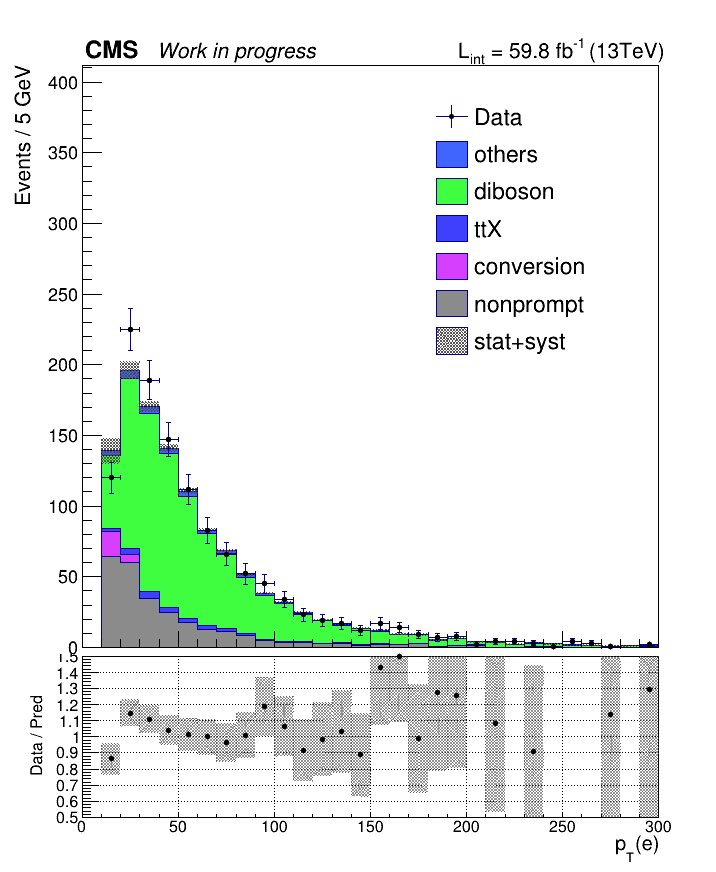 CMS Work in progress L_int = 59.8 fb^-1 (13TeV)
Events / 5 GeV
400
350
300
250
200
150
100
50
0
Data
others
diboson
ttX
conversion
nonprompt
stat+syst
Data / Pred
1.5
1.4
1.3
1.2
1.1
1
0.9
0.8
0.7
0.6
0.5
0 50 100 150 200 250 300
p_T(e)